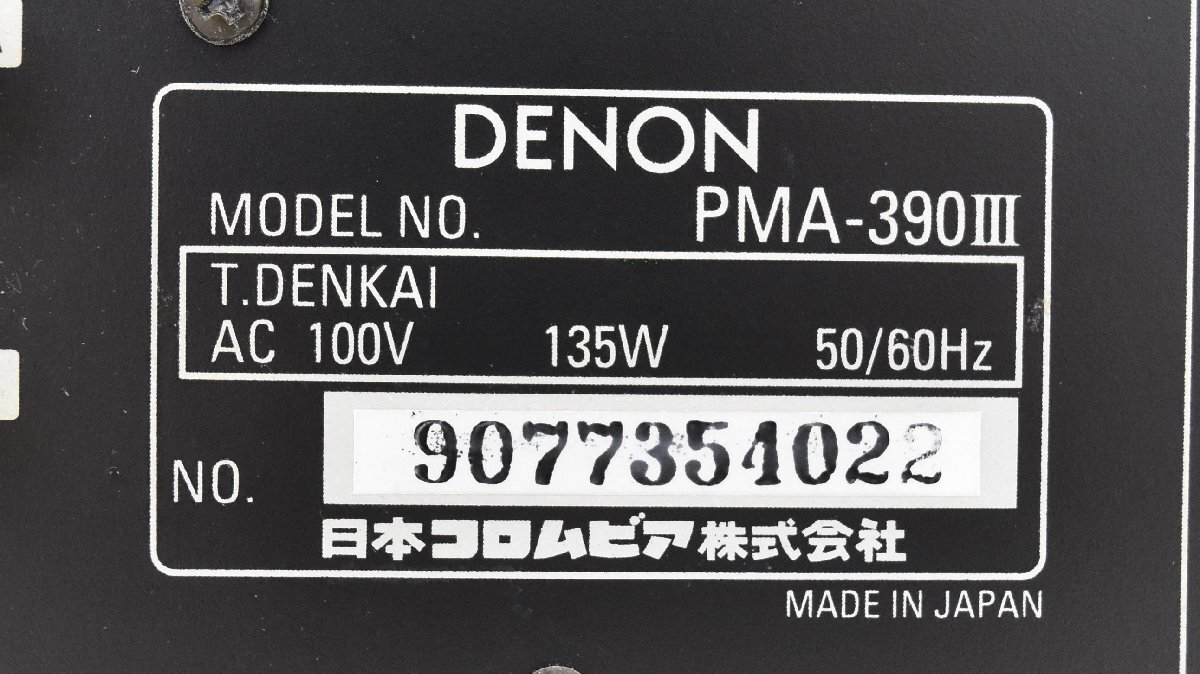 DENON
MODEL NO. PMA-390III
T.DENKAI
AC 100V 135W 50/60Hz
NO. 9077354022
日本コロムビア株式会社
MADE IN JAPAN